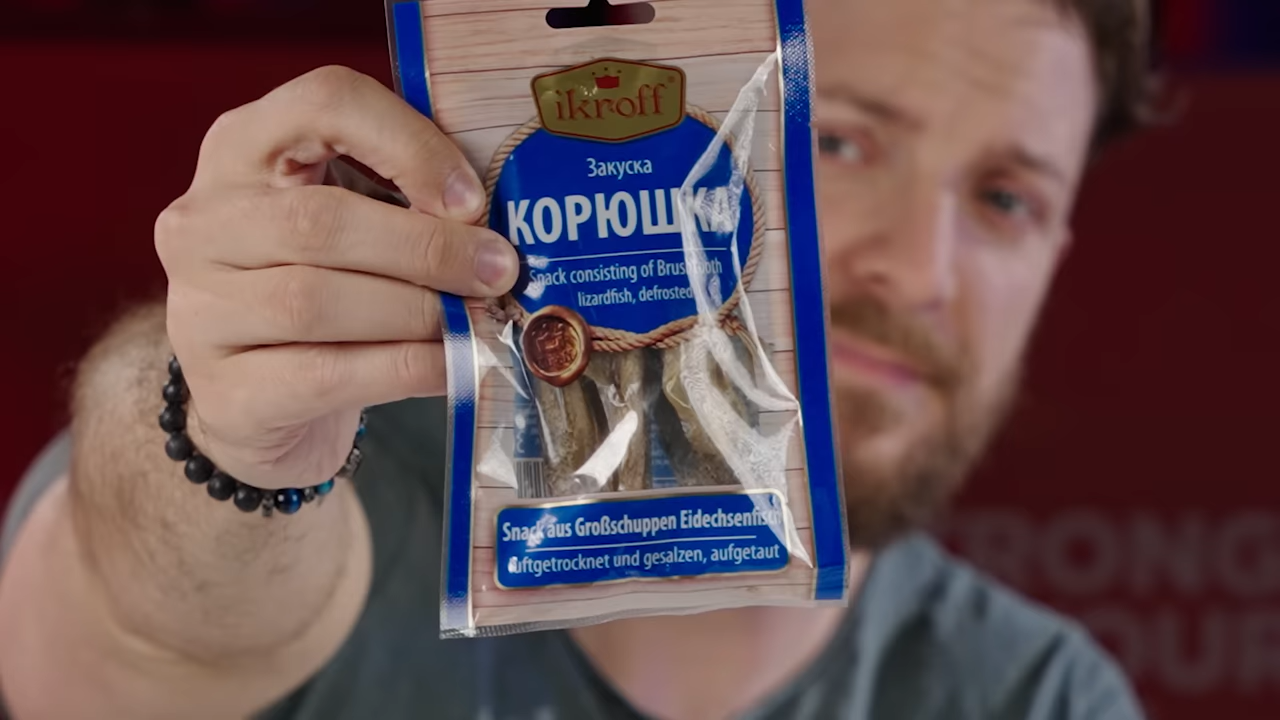 ikroff
Закуска
КОРЮШКА
Snack consisting of Brushtooth
lizardfish, defrosted
Snack aus Großschuppen Eidechsenfisch
luftgetrocknet und gesalzen, aufgetaut